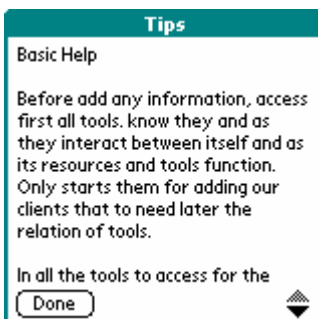 Tips
Basic Help
Before add any information, access
first all tools. know they and as
they interact between itself and as
its resources and tools function.
Only starts them for adding our
clients that to need later the
relation of tools.
In all the tools to access for the
Done